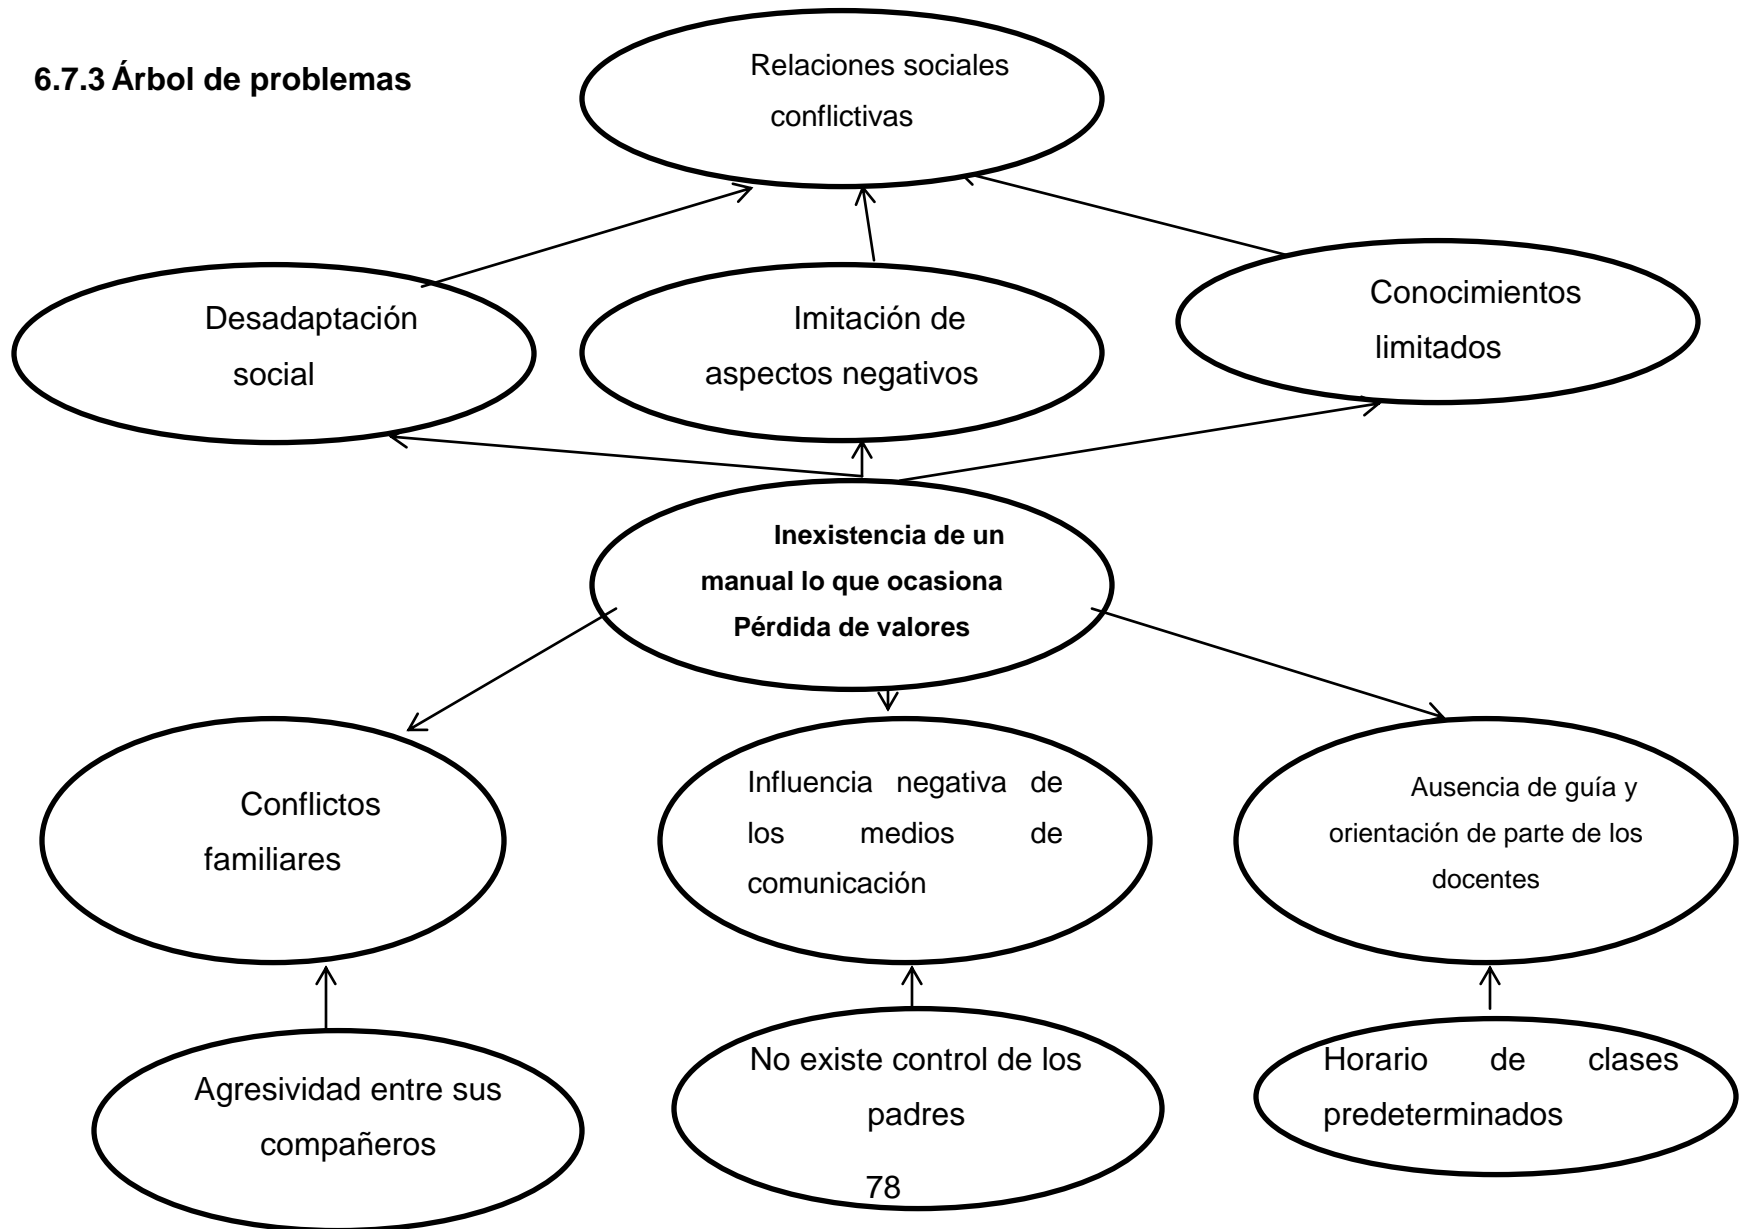 6.7.3 Árbol de problemas
Relaciones sociales
conflictivas
Desadaptación
social
Imitación de
aspectos negativos
Conocimientos
limitados
Inexistencia de un
manual lo que ocasiona
Pérdida de valores
Conflictos
familiares
Influencia negativa de
los medios de
comunicación
Ausencia de guía y
orientación de parte de los
docentes
Agresividad entre sus
compañeros
No existe control de los
padres
Horario de clases
predeterminados
78